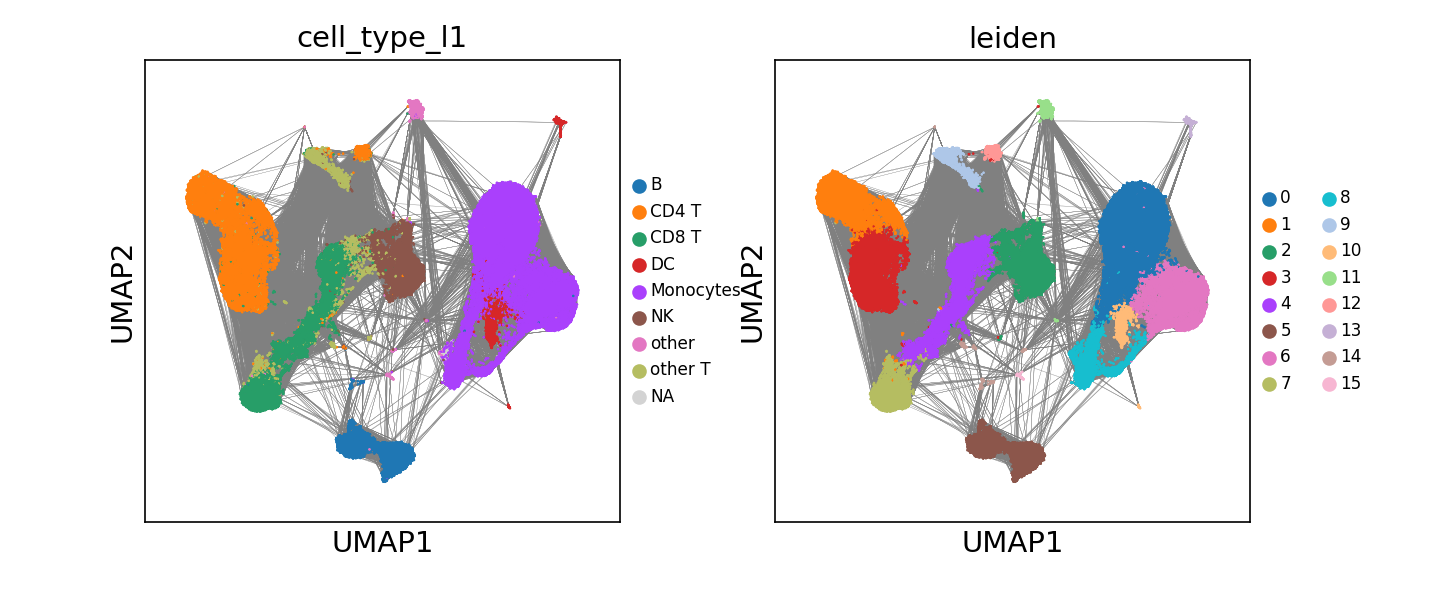 cell_type_l1
UMAP2
UMAP1
B
CD4 T
CD8 T
DC
Monocytes
NK
other
other T
NA
leiden
UMAP2
UMAP1
0
1
2
3
4
5
6
7
8
9
10
11
12
13
14
15